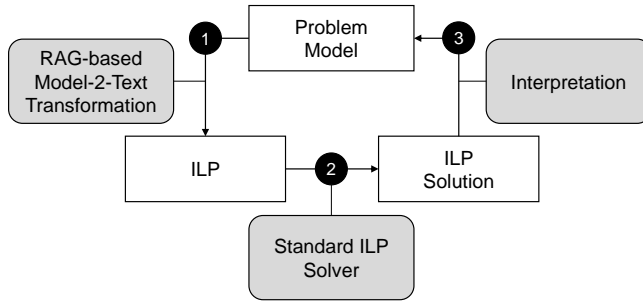 1
Problem
Model
3
RAG-based
Model-2-Text
Transformation
Interpretation
ILP
2
ILP
Solution
Standard ILP
Solver